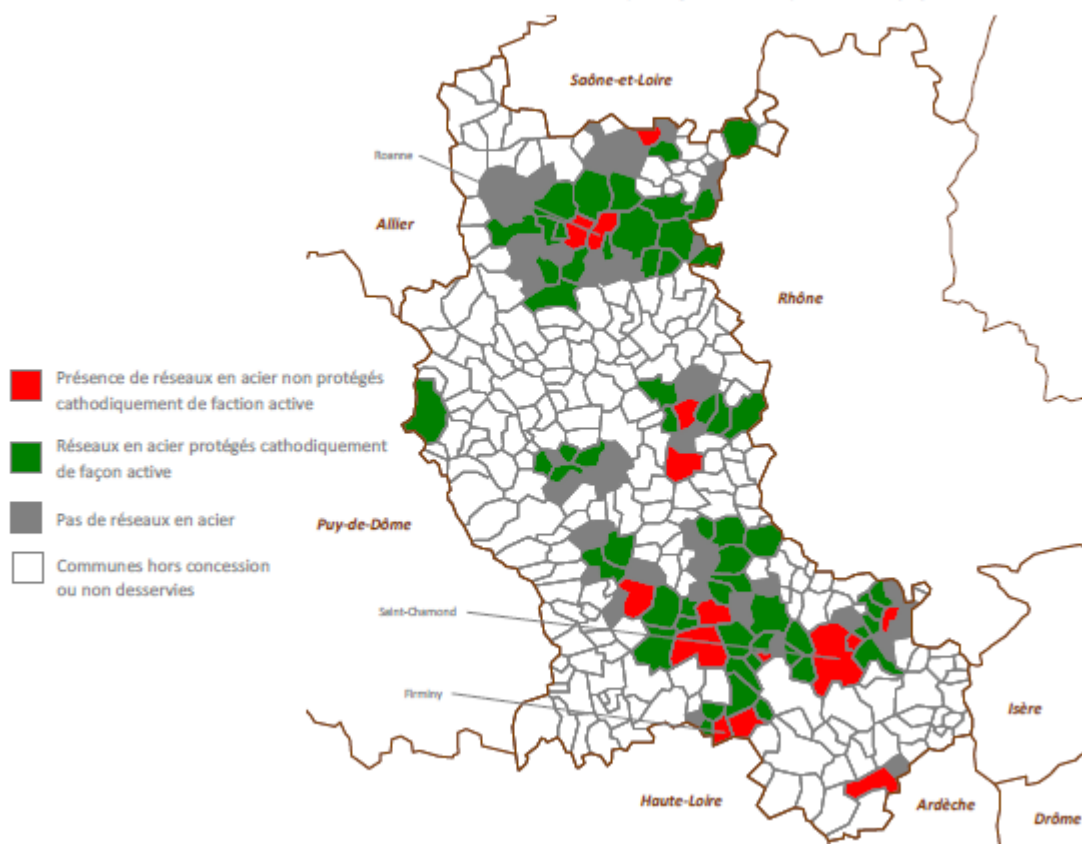 Saône-et-Loire
Roanne
Allier
Rhône
Présence de réseaux en acier non protégés
cathodiquement de faction active
Réseaux en acier protégés cathodiquement
de façon active
Pas de réseaux en acier
Puy-de-Dôme
Communes hors concession
ou non desservies
Saint-Chamond
Firminy
Isère
Haute-Loire
Ardèche
Drôme